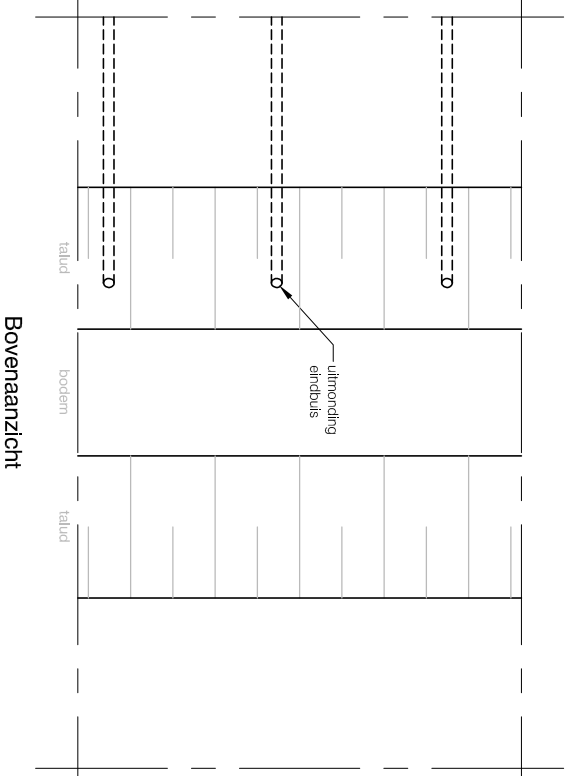 talud
bodem
talud
uitmonding
eindbuis
Bovenaanzicht